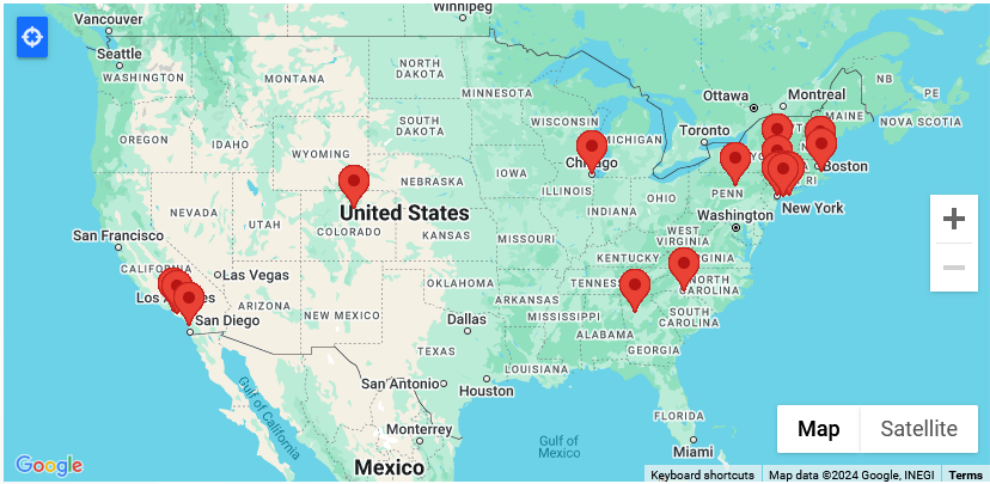 Winnipeg
Vancouver
Seattle
WASHINGTON
MONTANA
NORTH
DAKOTA
MINNESOTA
Ottawa
Montreal
NB
PE
MAINE
NOVA SCOTIA
OREGON
IDAHO
SOUTH
DAKOTA
WISCONSIN
MICHIGAN
Toronto
WYOMING
Chicago
Boston
NEBRASKA
IOWA
ILLINOIS
INDIANA
OHIO
PENN
RI
New York
NEVADA
UTAH
United States
COLORADO
KANSAS
MISSOURI
Washington
WEST
VIRGINIA
San Francisco
CALIFORNIA
Las Vegas
KENTUCKY
OKLAHOMA
NORTH
CAROLINA
ARIZONA
NEW MEXICO
ARKANSAS
MISSISSIPPI
SOUTH
CAROLINA
San Diego
Dallas
ALABAMA
GEORGIA
TEXAS
LOUISIANA
San Antonio
Houston
Gulf of
California
FLORIDA
Monterrey
Gulf of
Mexico
Miami
Mexico
Map
Satellite
Google
Keyboard shortcuts
Map data ©2024 Google, INEGI
Terms